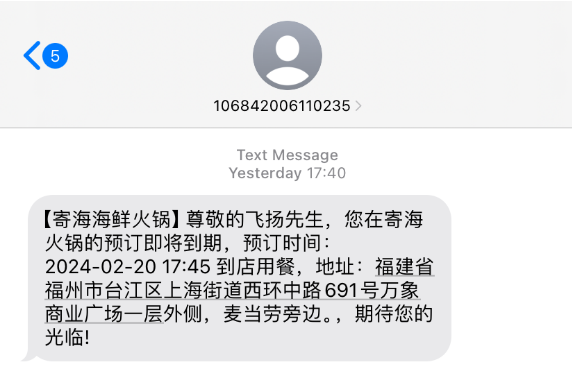 5
106842006110235
Text Message
Yesterday 17:40
【寄海海鲜火锅】尊敬的飞扬先生，您在寄海
火锅的预订即将到期，预订时间：
2024-02-20 17:45 到店用餐，地址：福建省
福州市台江区上海街道西环中路691号万象
商业广场一层外侧，麦当劳旁边。，期待您的
光临!